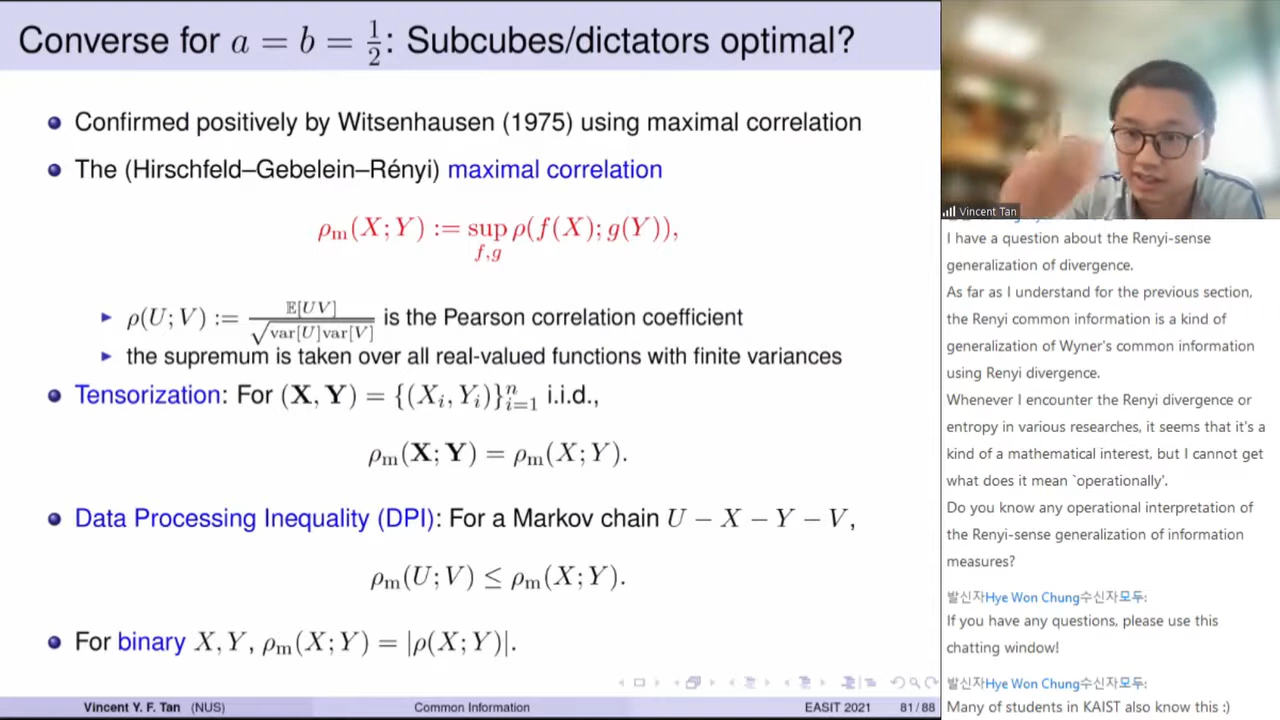 Converse for a = b = 1/2: Subcubes/dictators optimal?
Confirmed positively by Witsenhausen (1975) using maximal correlation
The (Hirschfeld–Gebelein–Rényi) maximal correlation
ρₘ(X; Y) := sup_{f,g} ρ(f(X); g(Y)),
ρ(U; V) := E[UV] / √(var[U]var[V]) is the Pearson correlation coefficient
the supremum is taken over all real-valued functions with finite variances
Tensorization: For (X, Y) = {(Xᵢ, Yᵢ)}ⁿᵢ₌₁ i.i.d.,
ρₘ(X; Y) = ρₘ(X; Y).
Data Processing Inequality (DPI): For a Markov chain U − X − Y − V,
ρₘ(U; V) ≤ ρₘ(X; Y).
For binary X, Y, ρₘ(X; Y) = |ρ(X; Y)|.
Vincent Y. F. Tan (NUS) Common Information EASIT 2021 81 / 88
Vincent Tan
I have a question about the Renyi-sense
generalization of divergence.
As far as I understand for the previous section,
the Renyi common information is a kind of
generalization of Wyner's common information
using Renyi divergence.
Whenever I encounter the Renyi divergence or
entropy in various researches, it seems that it's a
kind of a mathematical interest, but I cannot get
what does it mean `operationally'.
Do you know any operational interpretation of
the Renyi-sense generalization of information
measures?
발신자Hye Won Chung수신자모두:
If you have any questions, please use this
chatting window!
발신자Hye Won Chung수신자모두:
Many of students in KAIST also know this :)